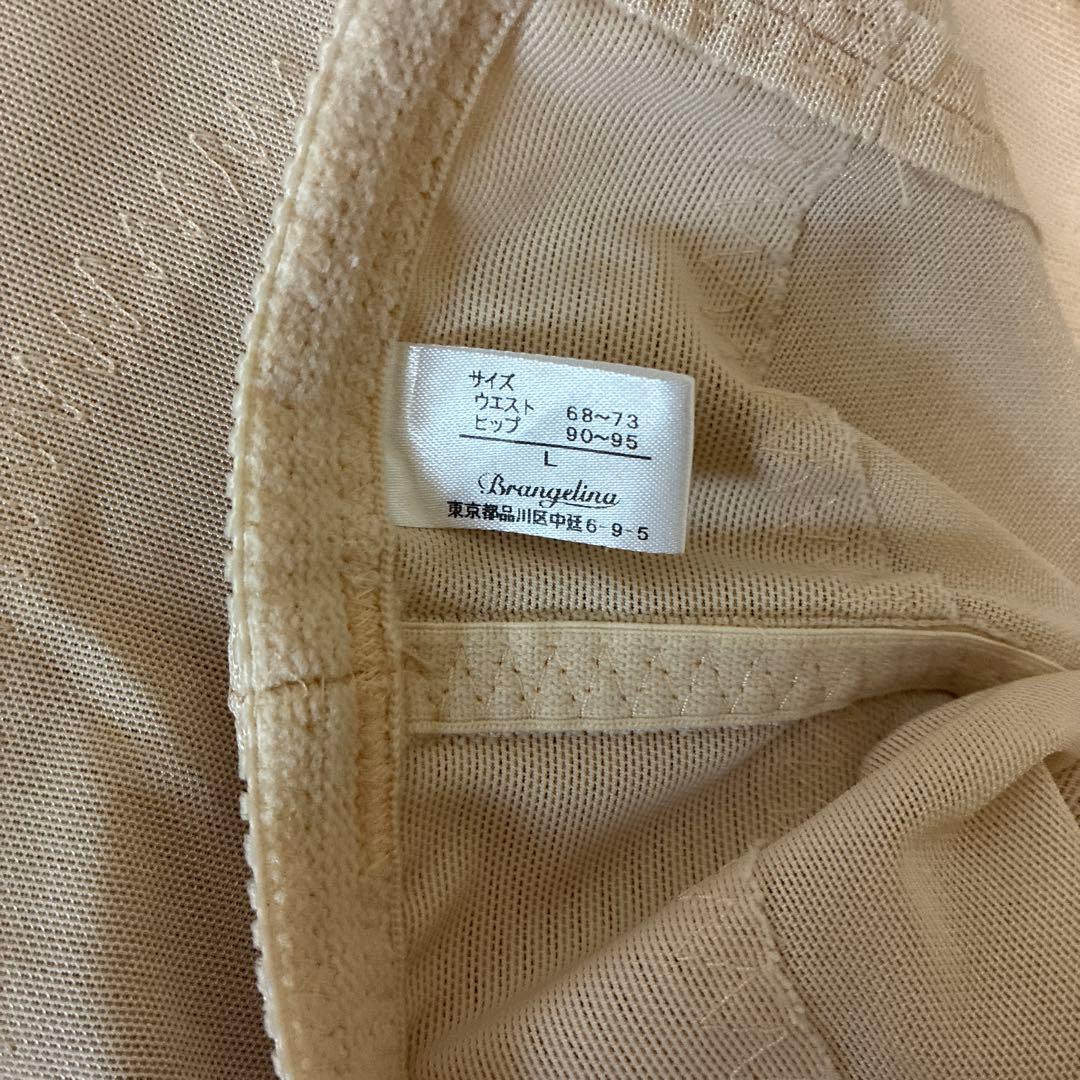 サイズ
ウエスト 68~73
ヒップ 90~95
L
Brangelina
東京都品川区中延6-9-5